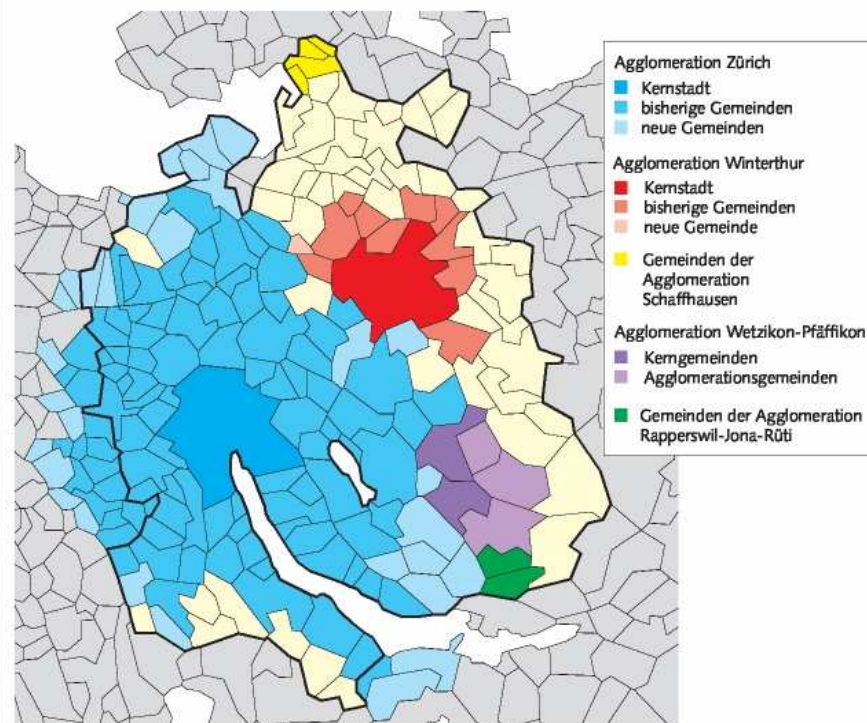 Agglomeration Zürich
Kernstadt
bisherige Gemeinden
neue Gemeinden
Agglomeration Winterthur
Kernstadt
bisherige Gemeinden
neue Gemeinde
Gemeinden der
Agglomeration
Schaffhausen
Agglomeration Wetzikon-Pfäffikon
Kerngemeinden
Agglomerationsgemeinden
Gemeinden der Agglomeration
Rapperswil-Jona-Rüti